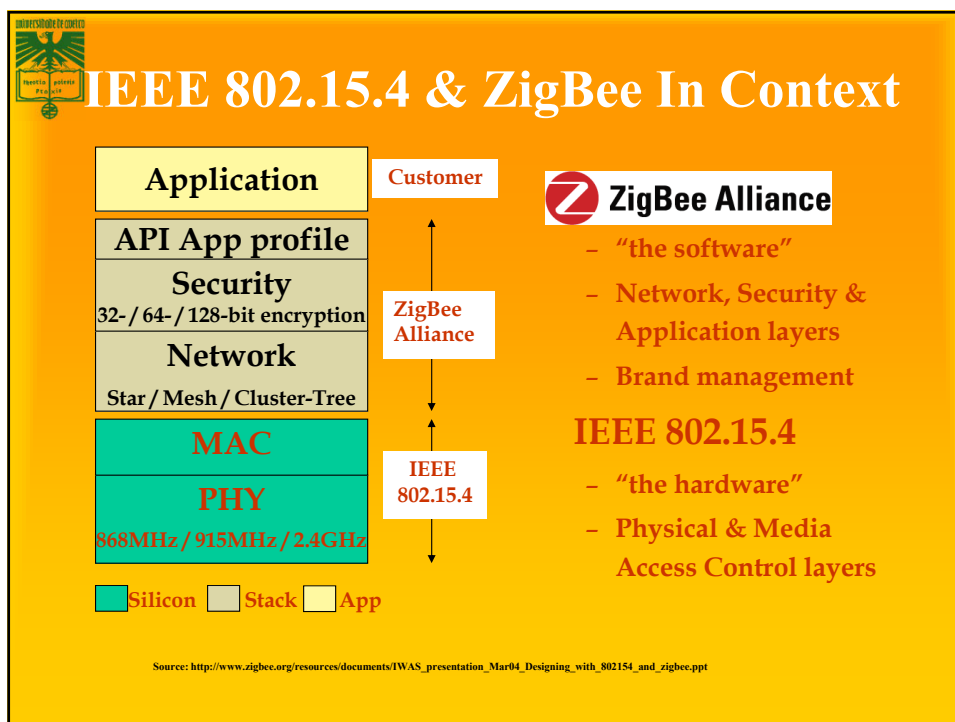 IEEE 802.15.4 & ZigBee In Context
Application
Customer
API App profile
Security
32- / 64- / 128-bit encryption
Network
Star / Mesh / Cluster-Tree
ZigBee
Alliance
MAC
PHY
868MHz / 915MHz / 2.4GHz
IEEE
802.15.4
Silicon
Stack
App
ZigBee Alliance
– “the software”
– Network, Security &
Application layers
– Brand management
IEEE 802.15.4
– “the hardware”
– Physical & Media
Access Control layers
Source: http://www.zigbee.org/resources/documents/IWAS_presentation_Mar04_Designing_with_802154_and_zigbee.ppt